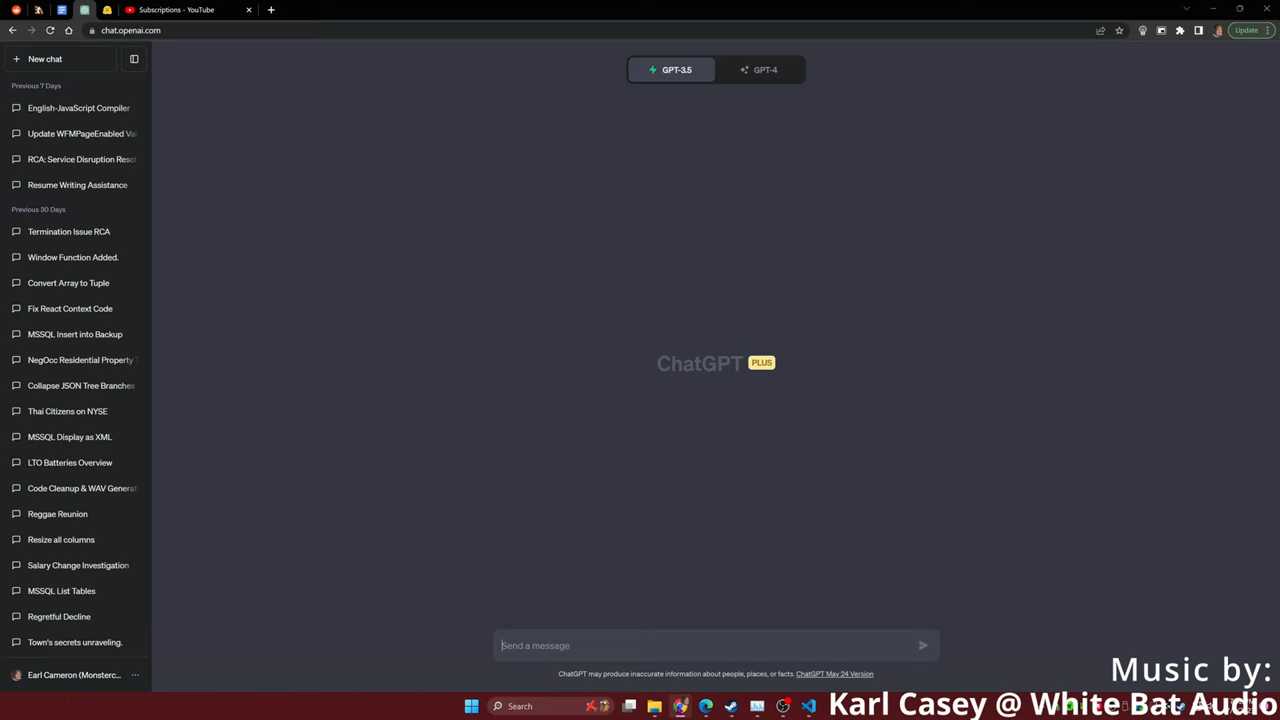 Subscriptions - YouTube
chat.openai.com
Update
New chat
GPT-3.5
GPT-4
Previous 7 Days
English-JavaScript Compiler
Update WFMPageEnabled Val
RCA: Service Disruption Resol
Resume Writing Assistance
Previous 30 Days
Termination Issue RCA
Window Function Added.
Convert Array to Tuple
Fix React Context Code
MSSQL Insert into Backup
NegOcc Residential Property
ChatGPT PLUS
Collapse JSON Tree Branches
Thai Citizens on NYSE
MSSQL Display as XML
LTO Batteries Overview
Code Cleanup & WAV Generat
Reggae Reunion
Resize all columns
Salary Change Investigation
MSSQL List Tables
Regretful Decline
Town's secrets unraveling.
Send a message
ChatGPT may produce inaccurate information about people, places, or facts. ChatGPT May 24 Version
Earl Cameron (Monsterc...
Music by:
Karl Casey @ White Bat Audio
Search